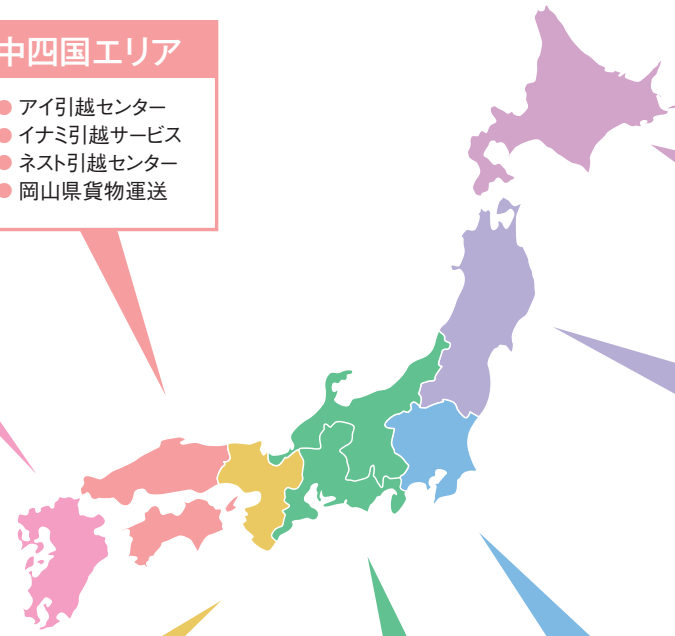 中四国エリア
● アイ引越センター
● イナミ引越サービス
● ネスト引越センター
● 岡山県貨物運送